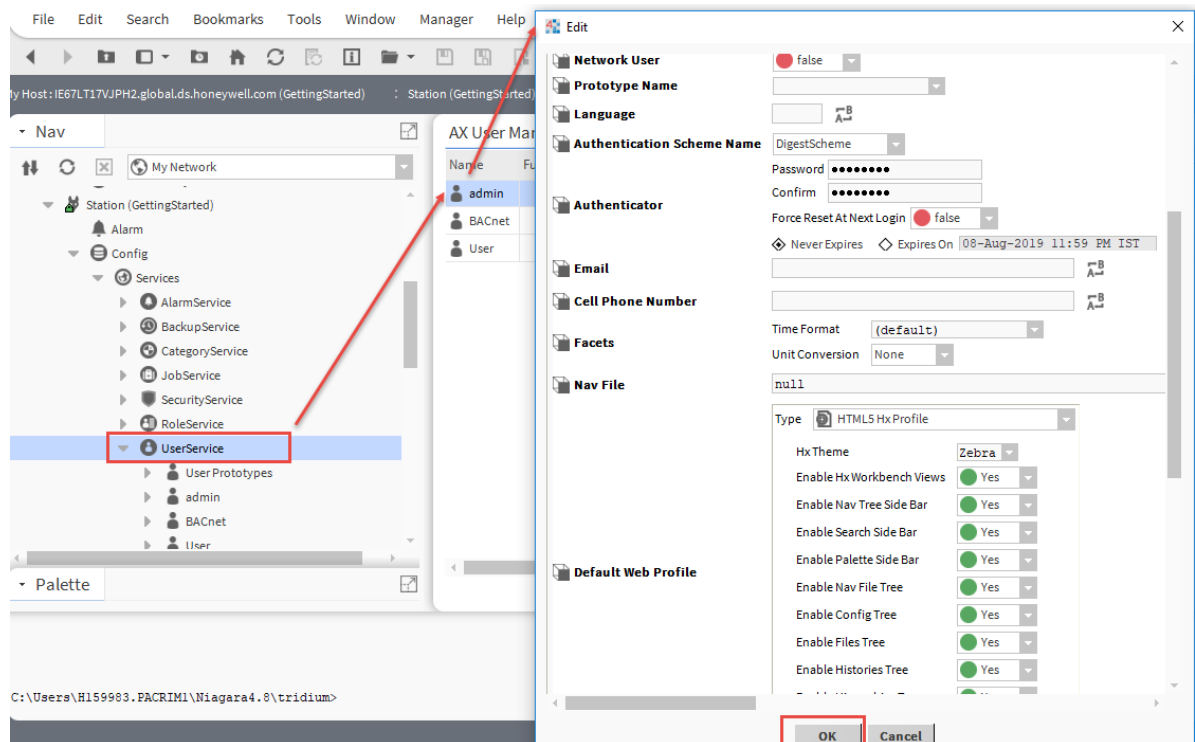 File Edit Search Bookmarks Tools Window Manager Help
My Host: IE67LT17VJPH2.global.ds.honeywell.com (GettingStarted) : Station (GettingStarted)
Nav
My Network
Station (GettingStarted)
Alarm
Config
Services
AlarmService
BackupService
CategoryService
JobService
SecurityService
RoleService
UserService
User Prototypes
admin
BACnet
User
Palette
C:\Users\H159983.PACRIM1\Niagara4.8\tridium>
AX User Man
Name Fu
admin
BACnet
User
Edit
Network User false
Prototype Name
Language
Authentication Scheme Name DigestScheme
Authenticator
Password ●●●●●●●●
Confirm ●●●●●●●●
Force Reset At Next Login false
Never Expires Expires On 08-Aug-2019 11:59 PM IST
Email
Cell Phone Number
Facets
Time Format (default)
Unit Conversion None
Nav File null
Default Web Profile
Type HTML5 Hx Profile
Hx Theme Zebra
Enable Hx Workbench Views Yes
Enable Nav Tree Side Bar Yes
Enable Search Side Bar Yes
Enable Palette Side Bar Yes
Enable Nav File Tree Yes
Enable Config Tree Yes
Enable Files Tree Yes
Enable Histories Tree Yes
OK Cancel